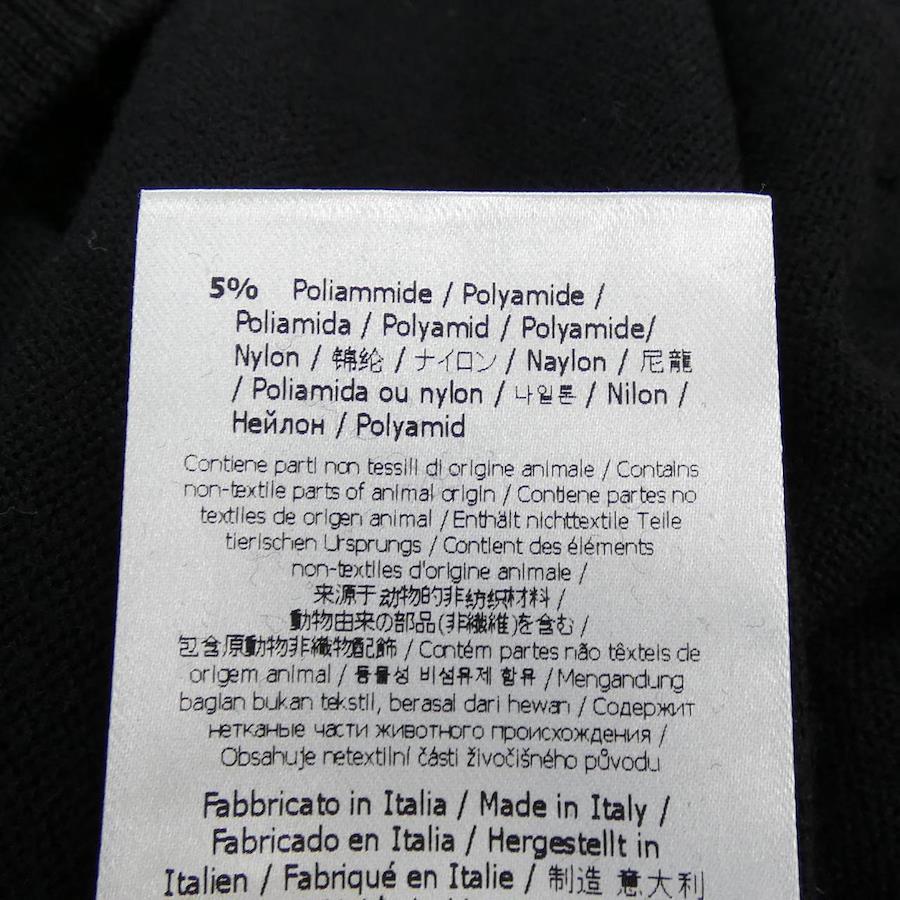 5% Poliammide / Polyamide /
Poliamida / Polyamid / Polyamide/
Nylon / 锦纶 / ナイロン / Naylon / 尼龍
/ Poliamida ou nylon / 나일론 / Nilon /
Нейлон / Polyamid
Contiene parti non tessili di origine animale / Contains
non-textile parts of animal origin / Contiene partes no
textiles de origen animal / Enthält nichttextile Teile
tierischen Ursprungs / Contient des éléments
non-textiles d'origine animale /
来源于动物的非纺织材料 /
動物由来の部品(非繊維)を含む /
包含原動物非織物配飾 / Contém partes não têxteis de
origem animal / 동물성 비섬유제 함유 / Mengandung
bagian bukan tekstil, berasal dari hewan / Содержит
нетканые части животного происхождения /
Obsahuje netextilní části živočišného původu
Fabbricato in Italia / Made in Italy /
Fabricado en Italia / Hergestellt in
Italien / Fabriqué en Italie / 制造 意大利